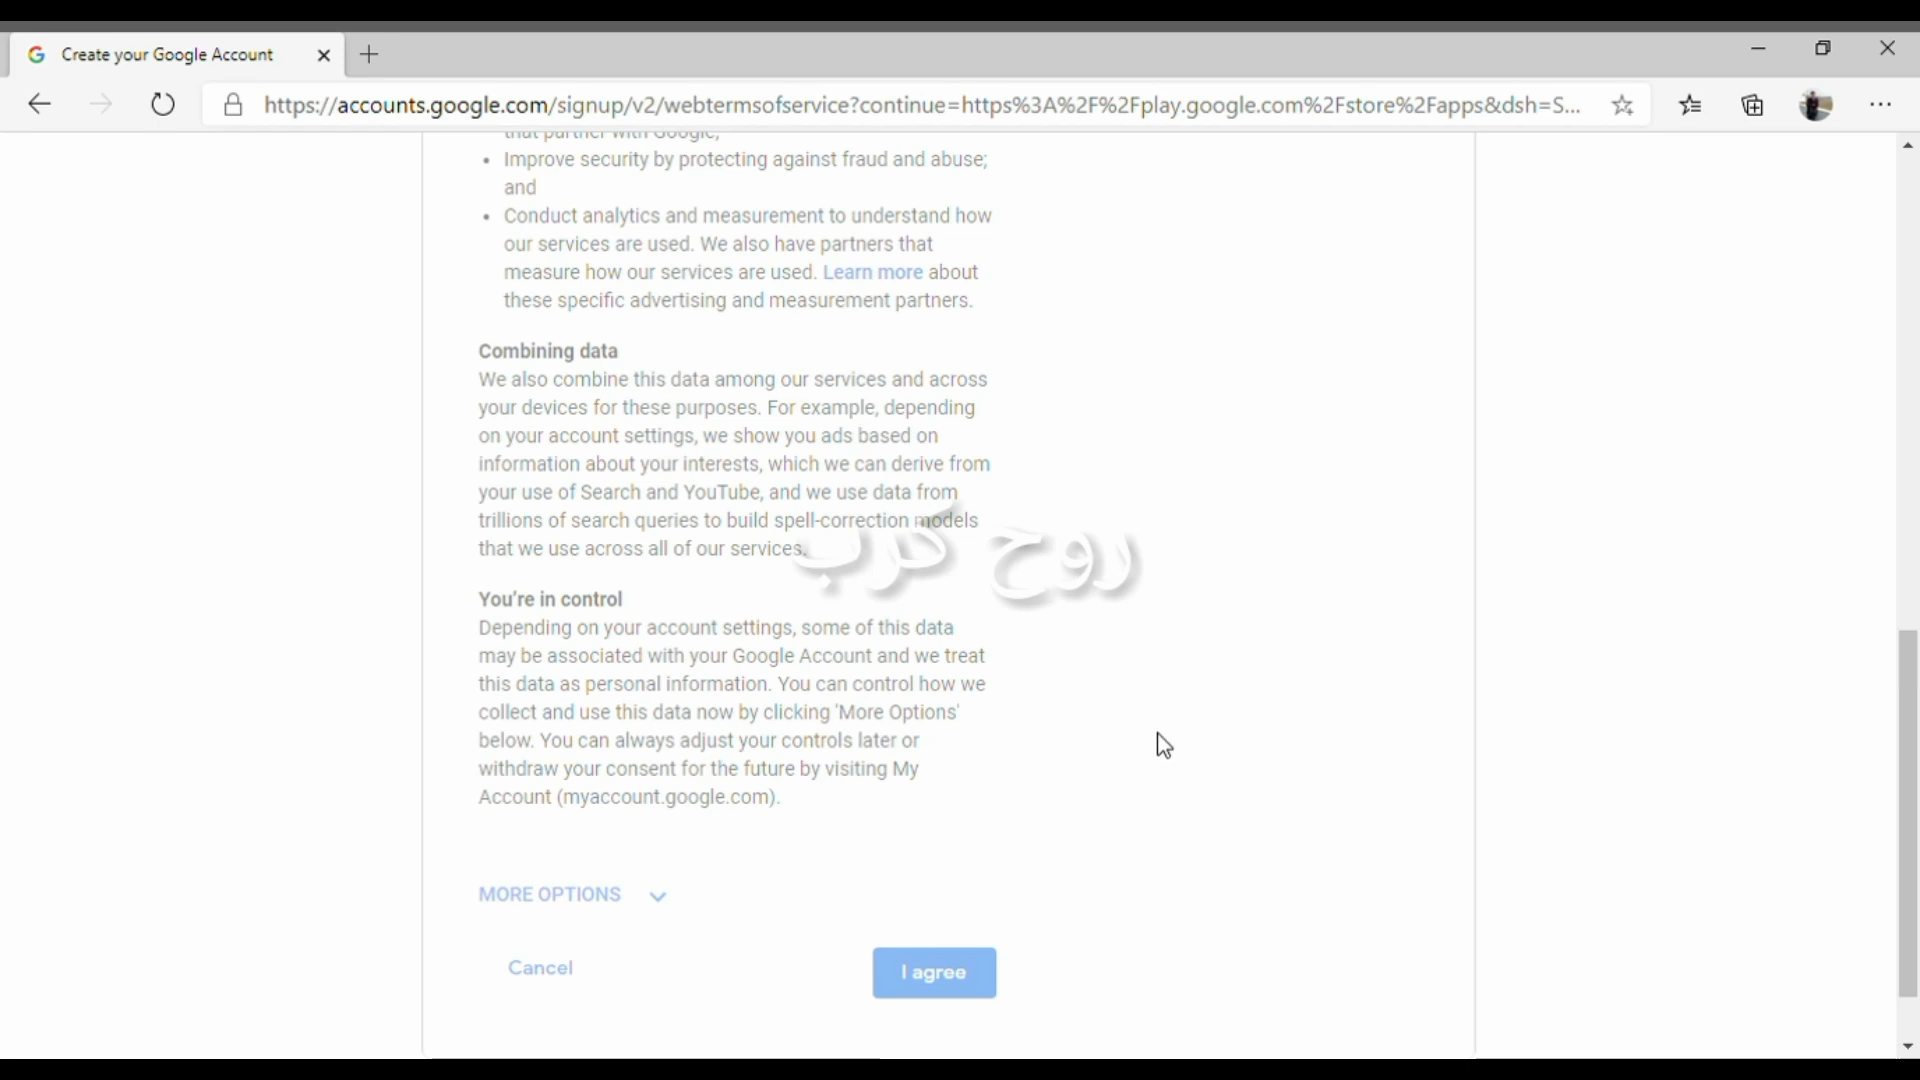 Create your Google Account
https://accounts.google.com/signup/v2/webtermsofservice?continue=https%3A%2F%2Fplay.google.com%2Fstore%2Fapps&dsh=S...
that partner with Google;
• Improve security by protecting against fraud and abuse;
and
• Conduct analytics and measurement to understand how
our services are used. We also have partners that
measure how our services are used. Learn more about
these specific advertising and measurement partners.
Combining data
We also combine this data among our services and across
your devices for these purposes. For example, depending
on your account settings, we show you ads based on
information about your interests, which we can derive from
your use of Search and YouTube, and we use data from
trillions of search queries to build spell-correction models
that we use across all of our services.
روح كرب
You're in control
Depending on your account settings, some of this data
may be associated with your Google Account and we treat
this data as personal information. You can control how we
collect and use this data now by clicking 'More Options'
below. You can always adjust your controls later or
withdraw your consent for the future by visiting My
Account (myaccount.google.com).
MORE OPTIONS
Cancel
I agree